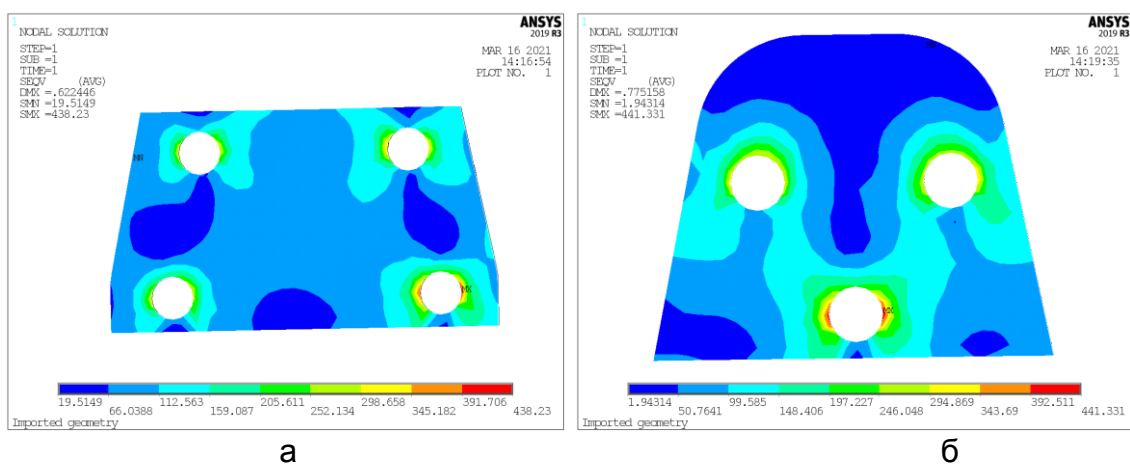 1
NODAL SOLUTION
STEP=1
SUB =1
TIME=1
SEQV (AVG)
DMX =.622446
SMN =19.5149
SMX =438.23
ANSYS
2019 R3
MAR 16 2021
14:16:54
PLOT NO. 1
MN
MX
19.5149 112.563 205.611 298.658 391.706
66.0388 159.087 252.134 345.182 438.23
Imported geometry
а
1
NODAL SOLUTION
STEP=1
SUB =1
TIME=1
SEQV (AVG)
DMX =.775158
SMN =1.94314
SMX =441.331
ANSYS
2019 R3
MAR 16 2021
14:19:35
PLOT NO. 1
MN
MX
1.94314 99.585 197.227 294.869 392.511
50.7641 148.406 246.048 343.69 441.331
Imported geometry
б